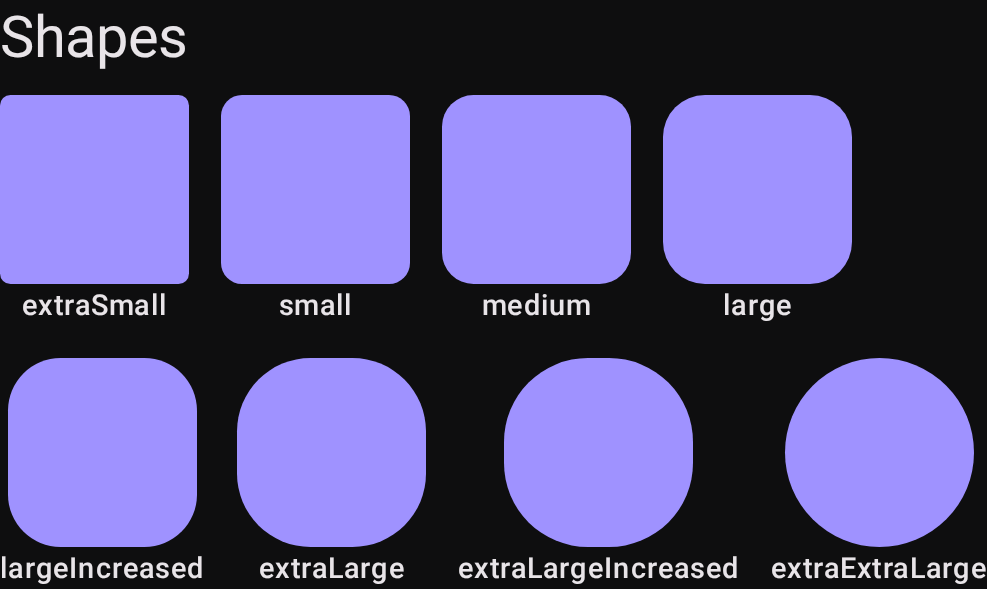 Shapes
extraSmall small medium large
largeIncreased extraLarge extraLargeIncreased extraExtraLarge